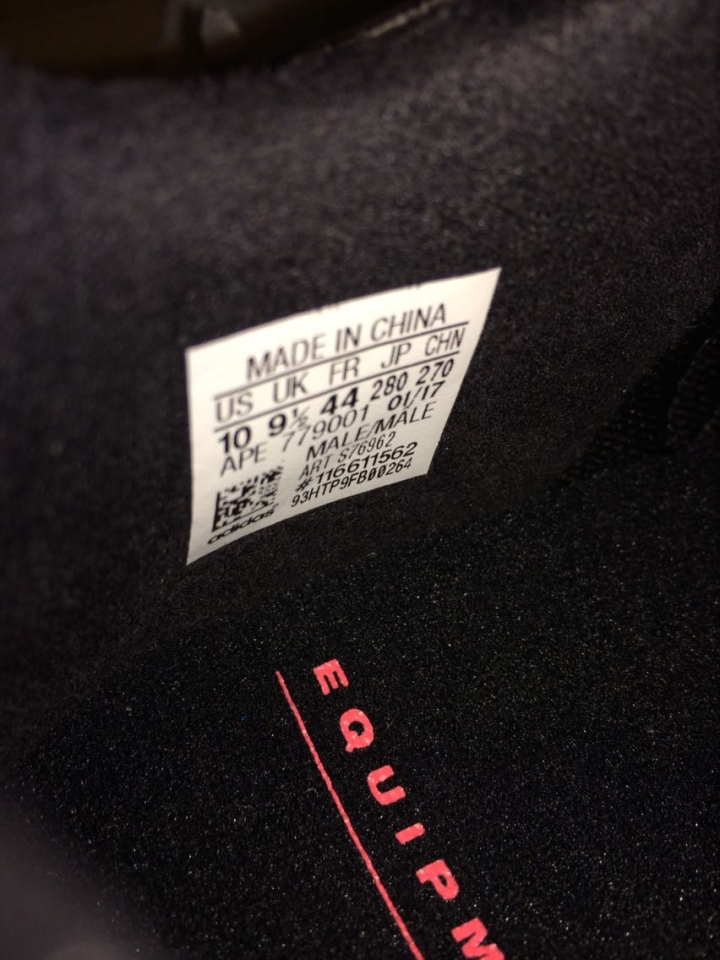 MADE IN CHINA
US UK FR JP CHN
10 9½ 44 280 270
APE 779001 01/17
MALE/MALE
ART S76962
#116611562
93HTP9FB00264
adidas
EQUIPM